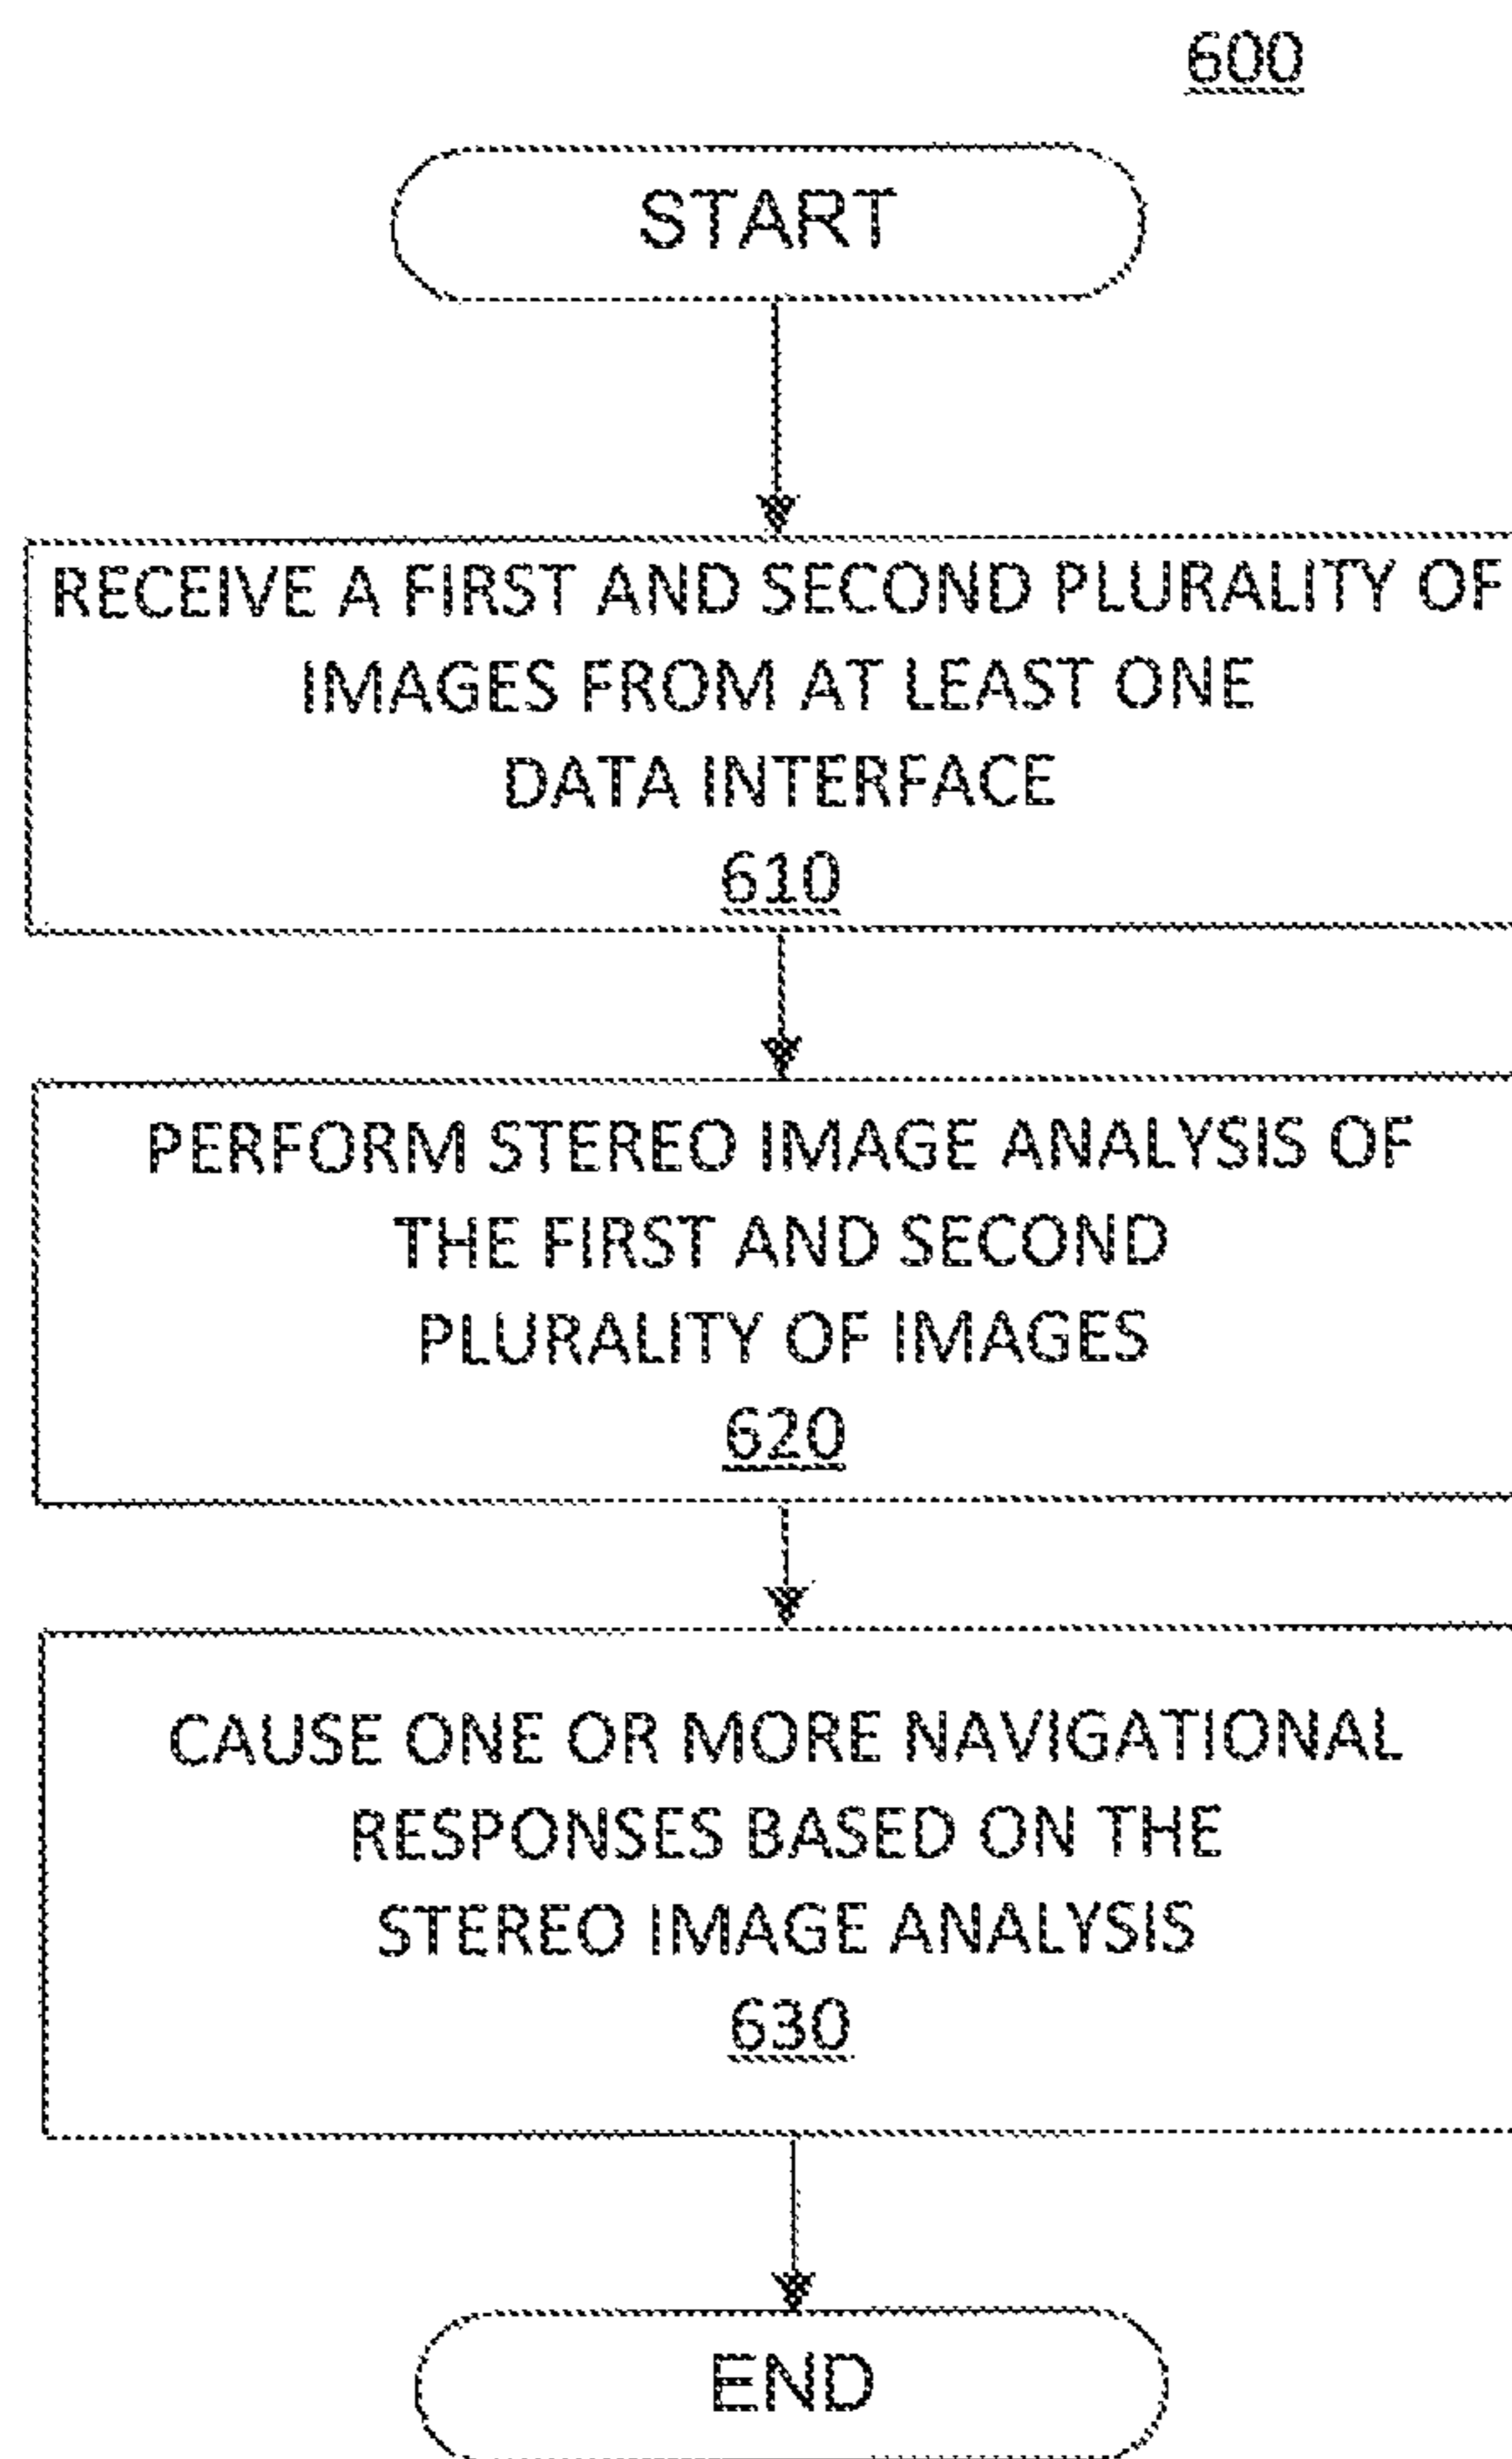 600
START
RECEIVE A FIRST AND SECOND PLURALITY OF
IMAGES FROM AT LEAST ONE
DATA INTERFACE
610
PERFORM STEREO IMAGE ANALYSIS OF
THE FIRST AND SECOND
PLURALITY OF IMAGES
620
CAUSE ONE OR MORE NAVIGATIONAL
RESPONSES BASED ON THE
STEREO IMAGE ANALYSIS
630
END